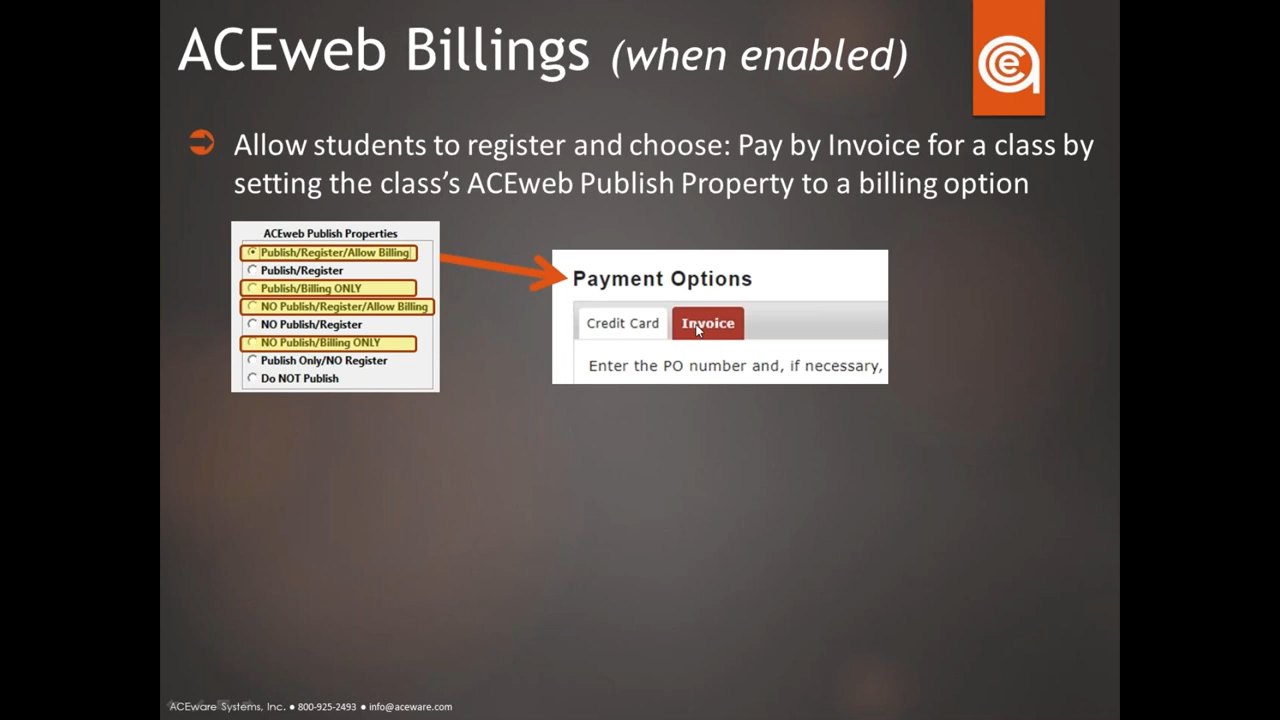 ACEweb Billings (when enabled)
Allow students to register and choose: Pay by Invoice for a class by
setting the class’s ACEweb Publish Property to a billing option
ACEweb Publish Properties
Publish/Register/Allow Billing
Publish/Register
Publish/Billing ONLY
NO Publish/Register/Allow Billing
NO Publish/Register
NO Publish/Billing ONLY
Publish Only/NO Register
Do NOT Publish
Payment Options
Credit Card Invoice
Enter the PO number and, if necessary,
ACEware Systems, Inc. ● 800-925-2493 ● info@aceware.com